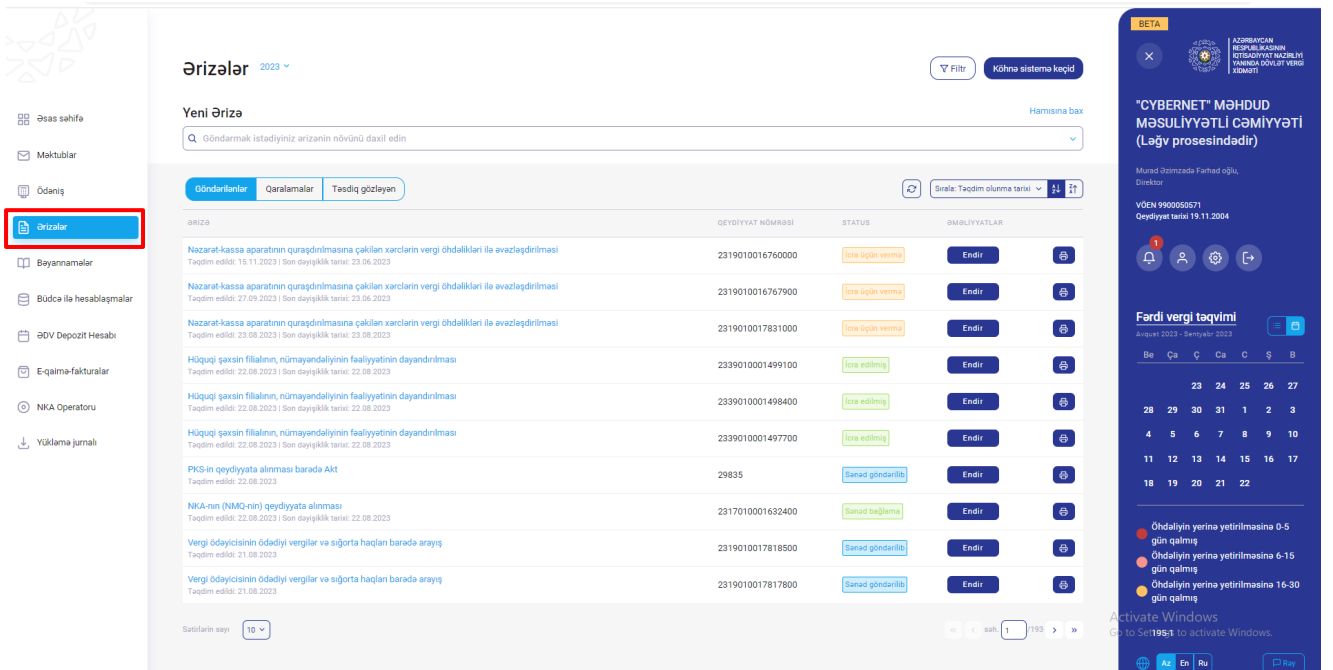 Əsas səhifə
Məktublar
Ödəniş
Ərizələr
Bəyannamələr
Büdcə ilə hesablaşmalar
ƏDV Depozit Hesabı
E-qaimə-fakturalar
NKA Operatoru
Yükləmə jurnalı
Ərizələr 2023
Filtr
Köhnə sistemə keçid
Yeni Ərizə
Hamısına bax
Göndərmək istədiyiniz ərizənin növünü daxil edin
Göndərilənlər Qaralamalar Təsdiq gözləyən
Sırala: Təqdim olunma tarixi
ƏRİZƏ QEYDİYYAT NÖMRƏSİ STATUS ƏMƏLİYYATLAR
Nəzarət-kassa aparatının quraşdırılmasına çəkilən xərclərin vergi öhdəlikləri ilə əvəzləşdirilməsi
Təqdim edildi: 15.11.2023 | Son dəyişiklik tarixi: 23.06.2023
2319010016760000 İcra üçün vermə Endir
Nəzarət-kassa aparatının quraşdırılmasına çəkilən xərclərin vergi öhdəlikləri ilə əvəzləşdirilməsi
Təqdim edildi: 27.09.2023 | Son dəyişiklik tarixi: 23.06.2023
2319010016767900 İcra üçün vermə Endir
Nəzarət-kassa aparatının quraşdırılmasına çəkilən xərclərin vergi öhdəlikləri ilə əvəzləşdirilməsi
Təqdim edildi: 23.08.2023 | Son dəyişiklik tarixi: 23.08.2023
2319010017831000 İcra üçün vermə Endir
Hüquqi şəxsin filialının, nümayəndəliyinin fəaliyyətinin dayandırılması
Təqdim edildi: 22.08.2023 | Son dəyişiklik tarixi: 22.08.2023
2339010001499100 İcra edilmiş Endir
Hüquqi şəxsin filialının, nümayəndəliyinin fəaliyyətinin dayandırılması
Təqdim edildi: 22.08.2023 | Son dəyişiklik tarixi: 22.08.2023
2339010001498400 İcra edilmiş Endir
Hüquqi şəxsin filialının, nümayəndəliyinin fəaliyyətinin dayandırılması
Təqdim edildi: 22.08.2023 | Son dəyişiklik tarixi: 22.08.2023
2339010001497700 İcra edilmiş Endir
PKS-in qeydiyyata alınması barədə Akt
Təqdim edildi: 22.08.2023
29835 Sənəd göndərilib Endir
NKA-nın (NMQ-nin) qeydiyyata alınması
Təqdim edildi: 22.08.2023 | Son dəyişiklik tarixi: 22.08.2023
2317010001632400 Sənəd bağlama Endir
Vergi ödəyicisinin ödədiyi vergilər və sığorta haqları barədə arayış
Təqdim edildi: 21.08.2023
2319010017818500 Sənəd göndərilib Endir
Vergi ödəyicisinin ödədiyi vergilər və sığorta haqları barədə arayış
Təqdim edildi: 21.08.2023
2319010017817800 Sənəd göndərilib Endir
Sətirlərin sayı 10
səh. 1 /193
BETA
AZƏRBAYCAN
RESPUBLİKASININ
İQTİSADİYYAT NAZİRLİYİ
YANINDA DÖVLƏT VERGİ
XİDMƏTİ
"CYBERNET" MƏHDUD
MƏSULİYYƏTLİ CƏMİYYƏTİ
(Ləğv prosesindədir)
Murad Əzimzadə Fərhad oğlu,
Direktor
VÖEN 9900050571
Qeydiyyat tarixi 19.11.2004
1
Fərdi vergi təqvimi
Avqust 2023 - Sentyabr 2023
Be Ça Ç Ca C Ş B
23 24 25 26 27
28 29 30 31 1 2 3
4 5 6 7 8 9 10
11 12 13 14 15 16 17
18 19 20 21 22
Öhdəliyin yerinə yetirilməsinə 0-5
gün qalmış
Öhdəliyin yerinə yetirilməsinə 6-15
gün qalmış
Öhdəliyin yerinə yetirilməsinə 16-30
gün qalmış
Activate Windows
Go to Settings to activate Windows.
195-1
Az En Ru
Rəy